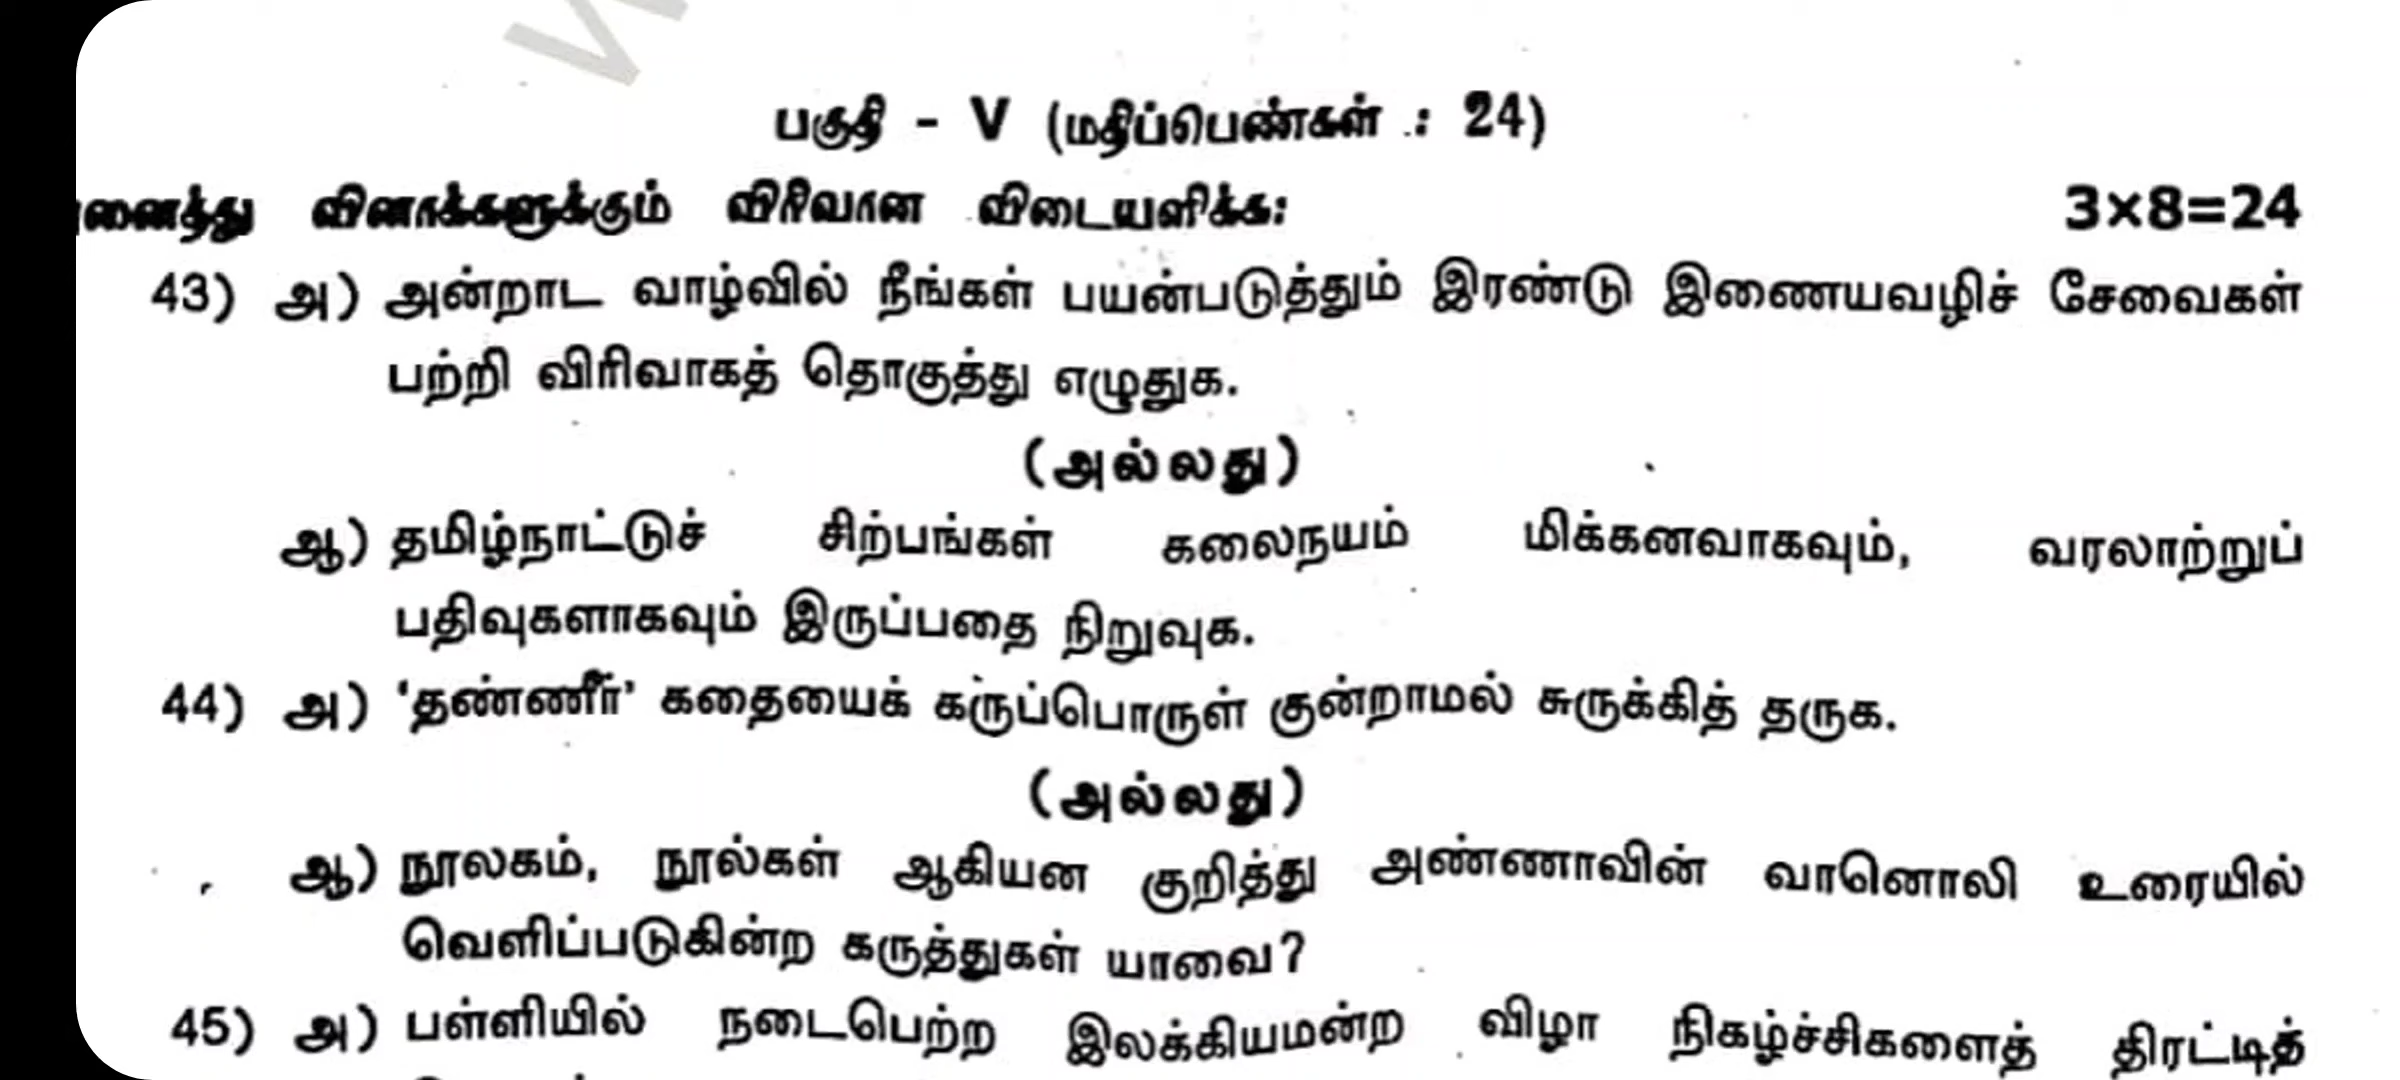 பகுதி - V (மதிப்பெண்கள் : 24)
வினாக்களுக்கும் விரிவான விடையளிக்க: 3×8=24
43) அ) அன்றாட வாழ்வில் நீங்கள் பயன்படுத்தும் இரண்டு இணையவழிச் சேவைகள்
பற்றி விரிவாகத் தொகுத்து எழுதுக.
(அல்லது)
ஆ) தமிழ்நாட்டுச் சிற்பங்கள் கலைநயம் மிக்கனவாகவும், வரலாற்றுப்
பதிவுகளாகவும் இருப்பதை நிறுவுக.
44) அ) ‘தண்ணீர்’ கதையைக் கருப்பொருள் குன்றாமல் சுருக்கித் தருக.
(அல்லது)
ஆ) நூலகம், நூல்கள் ஆகியன குறித்து அண்ணாவின் வானொலி உரையில்
வெளிப்படுகின்ற கருத்துகள் யாவை?
45) அ) பள்ளியில் நடைபெற்ற இலக்கியமன்ற விழா நிகழ்ச்சிகளைத் திரட்டித்